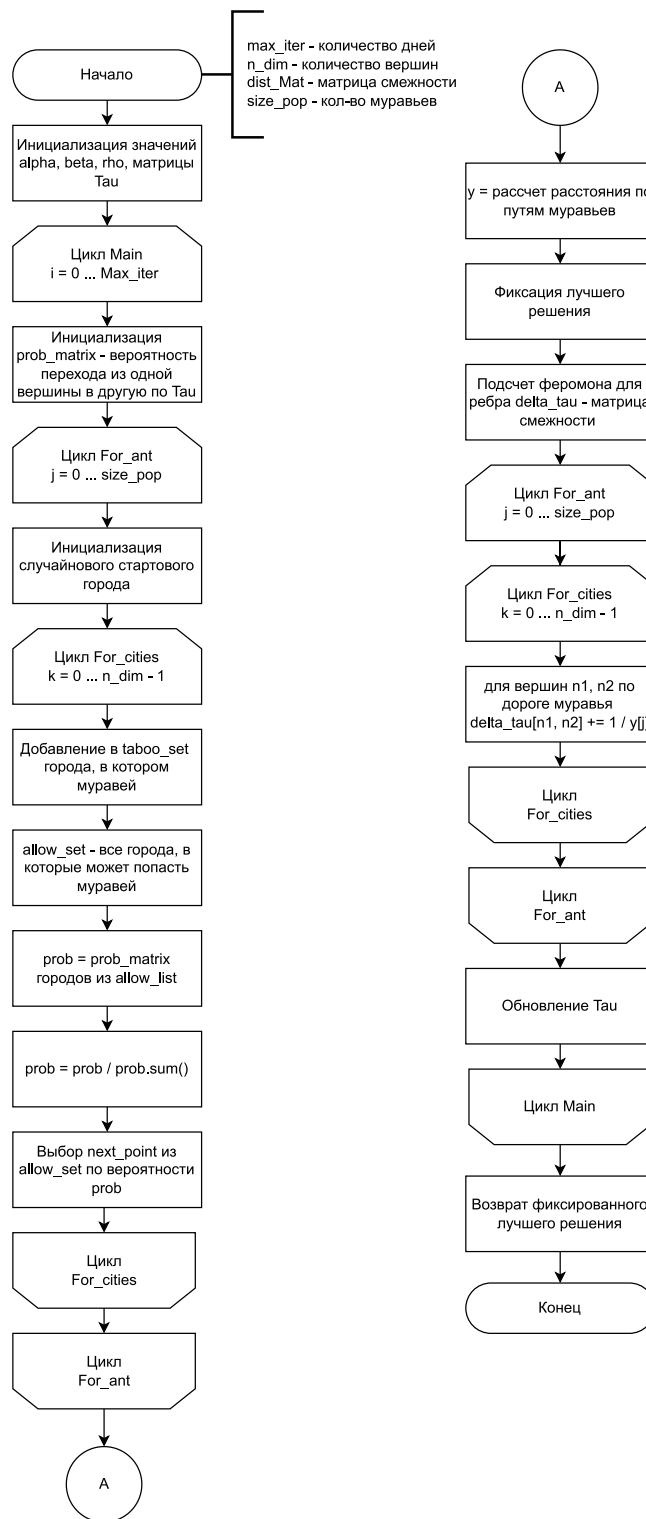 Начало
max_iter - количество дней
n_dim - количество вершин
dist_Mat - матрица смежности
size_pop - кол-во муравьев
Инициализация значений
alpha, beta, rho, матрицы
Tau
Цикл Main
i = 0 ... Max_iter
Инициализация
prob_matrix - вероятность
перехода из одной
вершины в другую по Tau
Цикл For_ant
j = 0 ... size_pop
Инициализация
случайнового стартового
города
Цикл For_cities
k = 0 ... n_dim - 1
Добавление в taboo_set
города, в котором
муравей
allow_set - все города, в
которые может попасть
муравей
prob = prob_matrix
городов из allow_list
prob = prob / prob.sum()
Выбор next_point из
allow_set по вероятности
prob
Цикл
For_cities
Цикл
For_ant
A
A
y = рассчет расстояния по
путям муравьев
Фиксация лучшего
решения
Подсчет феромона для
ребра delta_tau - матрица
смежности
Цикл For_ant
j = 0 ... size_pop
Цикл For_cities
k = 0 ... n_dim - 1
для вершин n1, n2 по
дороге муравья
delta_tau[n1, n2] += 1 / y[j]
Цикл
For_cities
Цикл
For_ant
Обновление Tau
Цикл Main
Возврат фиксированного
лучшего решения
Конец